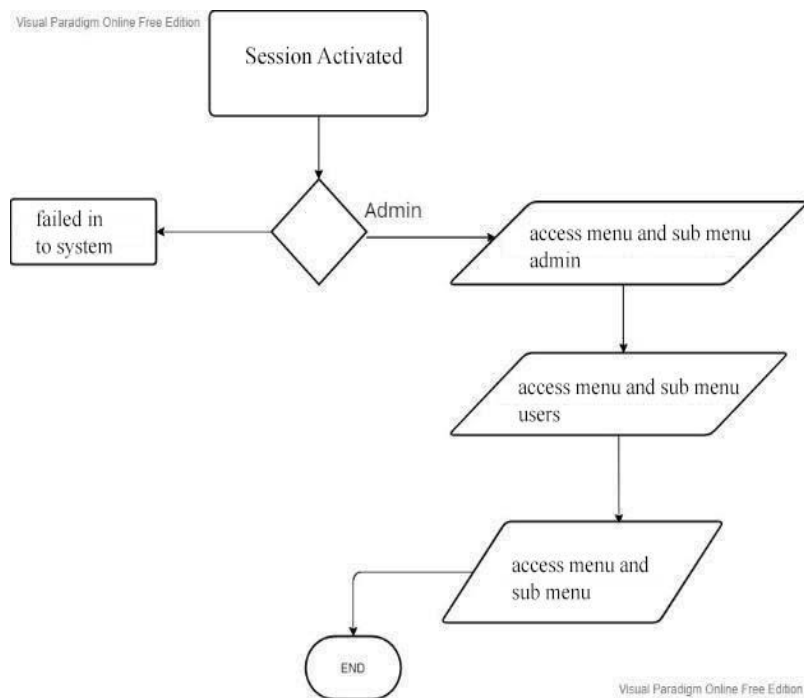 Visual Paradigm Online Free Edition
Session Activated
Admin
failed in
to system
access menu and sub menu
admin
access menu and sub menu
users
access menu and
sub menu
END
Visual Paradigm Online Free Edition